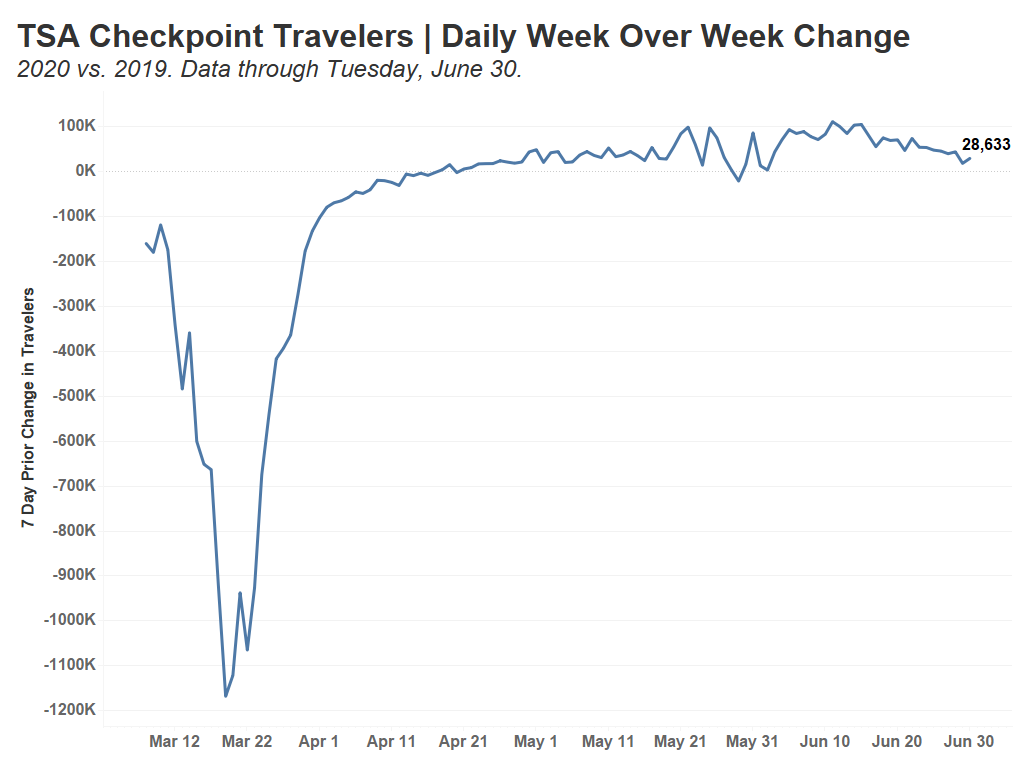 TSA Checkpoint Travelers | Daily Week Over Week Change
2020 vs. 2019. Data through Tuesday, June 30.
7 Day Prior Change in Travelers
100K
0K
-100K
-200K
-300K
-400K
-500K
-600K
-700K
-800K
-900K
-1000K
-1100K
-1200K
28,633
Mar 12 Mar 22 Apr 1 Apr 11 Apr 21 May 1 May 11 May 21 May 31 Jun 10 Jun 20 Jun 30